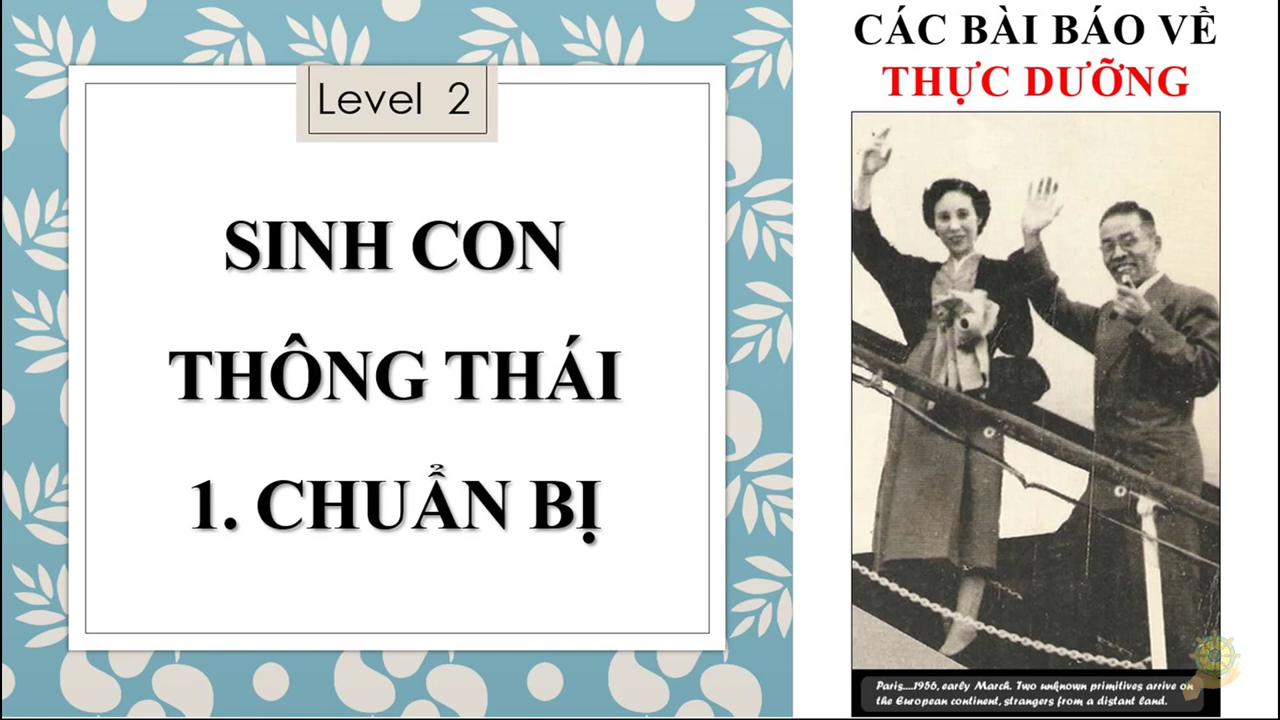 Level 2
SINH CON
THÔNG THÁI
1. CHUẨN BỊ
CÁC BÀI BÁO VỀ
THỰC DƯỠNG
Paris....1956, early March. Two unknown primitives arrive on
the European continent, strangers from a distant land.